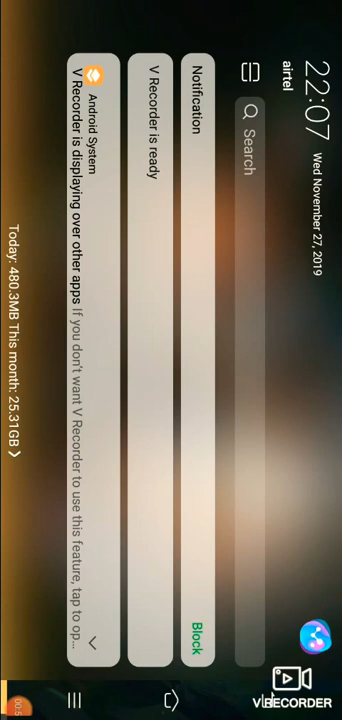 22:07 Wed November 27, 2019
airtel
Search
Notification Block
V Recorder is ready
Android System
V Recorder is displaying over other apps If you don't want V Recorder to use this feature, tap to op...
Today: 480.3MB This month: 25.31GB >
RECORDER